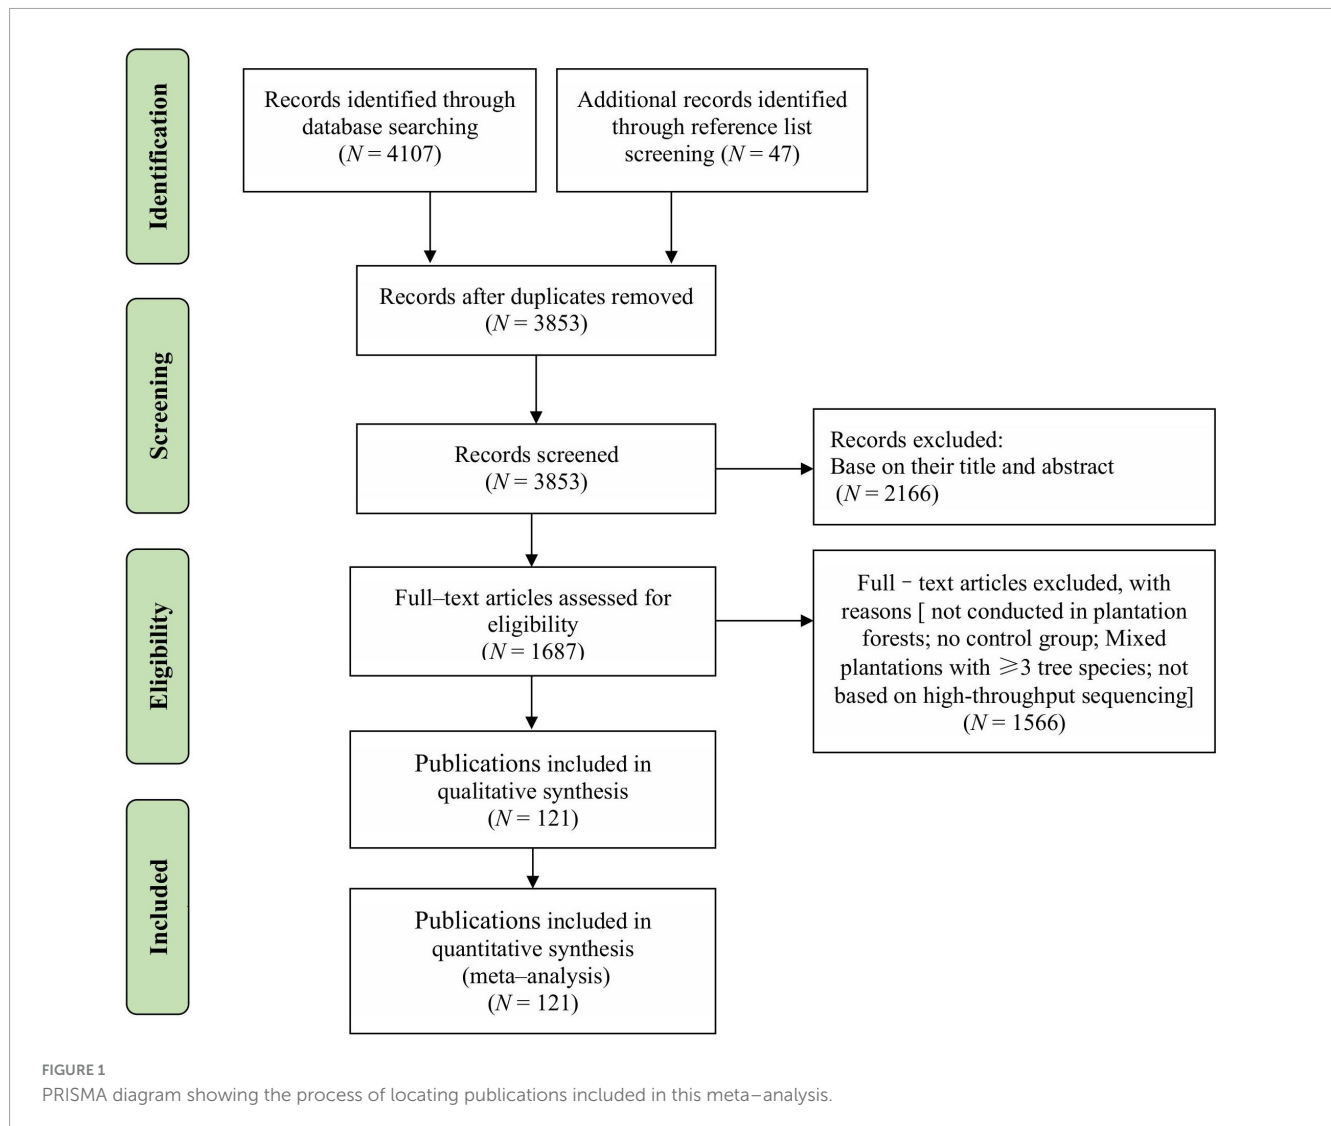 Identification
Records identified through
database searching
(N = 4107)
Additional records identified
through reference list
screening (N = 47)
Screening
Records after duplicates removed
(N = 3853)
Records screened
(N = 3853)
Records excluded:
Base on their title and abstract
(N = 2166)
Eligibility
Full–text articles assessed for
eligibility
(N = 1687)
Full – text articles excluded, with
reasons [ not conducted in plantation
forests; no control group; Mixed
plantations with ⩾3 tree species; not
based on high-throughput sequencing]
(N = 1566)
Publications included in
qualitative synthesis
(N = 121)
Included
Publications included in
quantitative synthesis
(meta–analysis)
(N = 121)
FIGURE 1
PRISMA diagram showing the process of locating publications included in this meta–analysis.